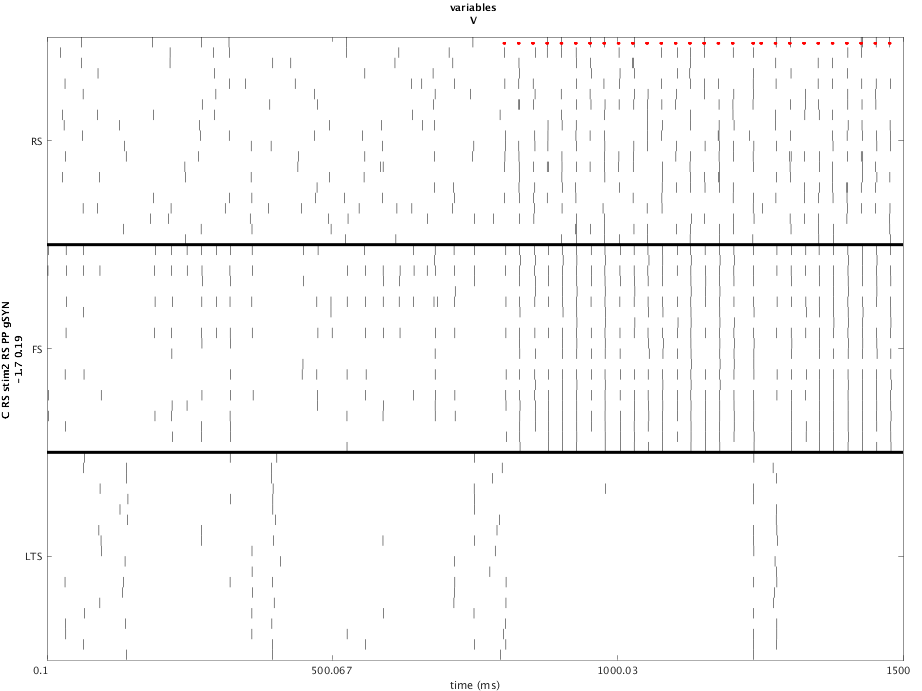 variables
V
C RS stim2 RS PP gSYN
-1.7 0.19
RS
FS
LTS
0.1
500.067
1000.03
1500
time (ms)